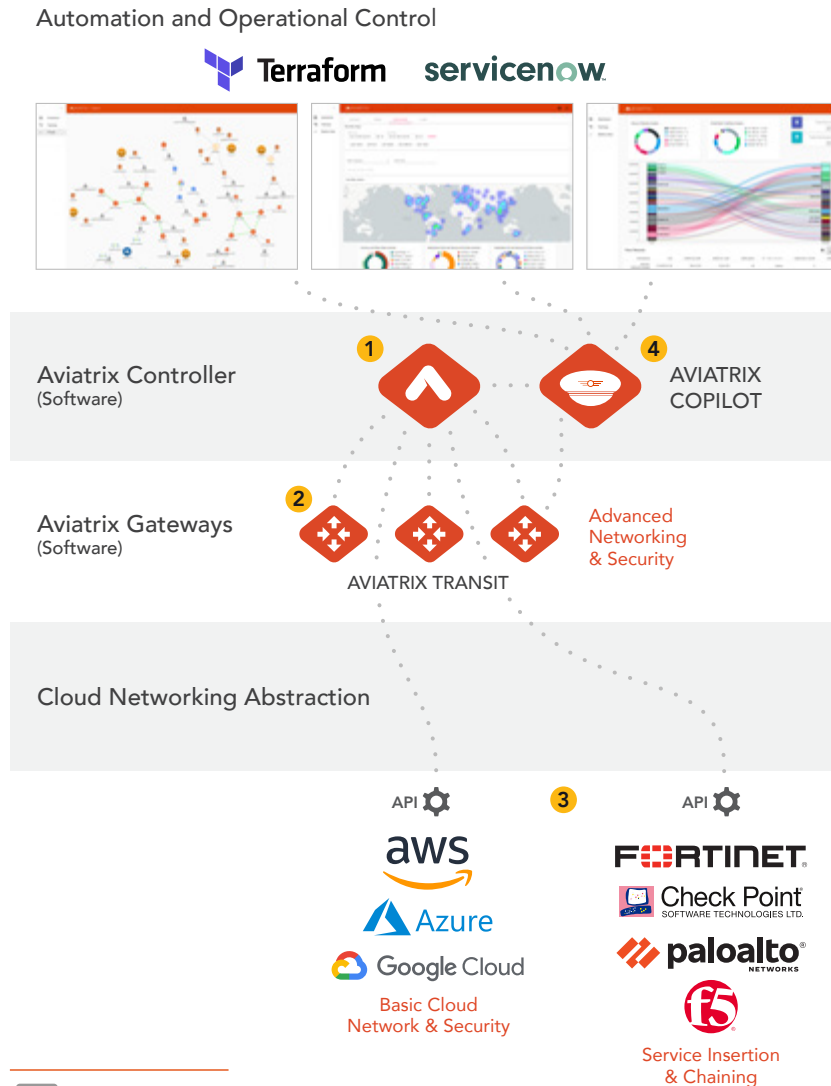 Automation and Operational Control
Terraform
servicenow
1
4
Aviatrix Controller
(Software)
AVIATRIX
COPILOT
2
Aviatrix Gateways
(Software)
Advanced
Networking
& Security
AVIATRIX TRANSIT
Cloud Networking Abstraction
API
3
API
aws
Azure
Google Cloud
Basic Cloud
Network & Security
FORTINET®
Check Point
SOFTWARE TECHNOLOGIES LTD.
paloalto®
NETWORKS
f5
Service Insertion
& Chaining